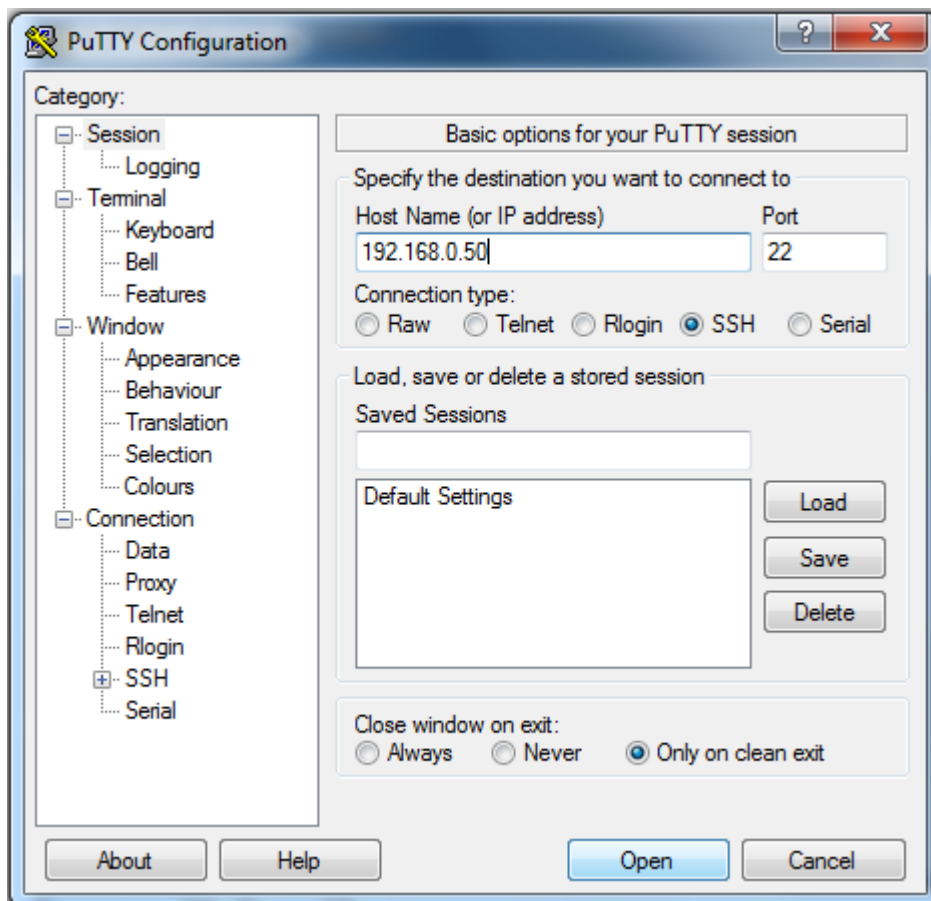 PuTTY Configuration
?
X
Category:
Session
Logging
Terminal
Keyboard
Bell
Features
Window
Appearance
Behaviour
Translation
Selection
Colours
Connection
Data
Proxy
Telnet
Rlogin
SSH
Serial
Basic options for your PuTTY session
Specify the destination you want to connect to
Host Name (or IP address) Port
192.168.0.50 22
Connection type:
Raw Telnet Rlogin SSH Serial
Load, save or delete a stored session
Saved Sessions
Default Settings
Load
Save
Delete
Close window on exit:
Always Never Only on clean exit
About Help Open Cancel